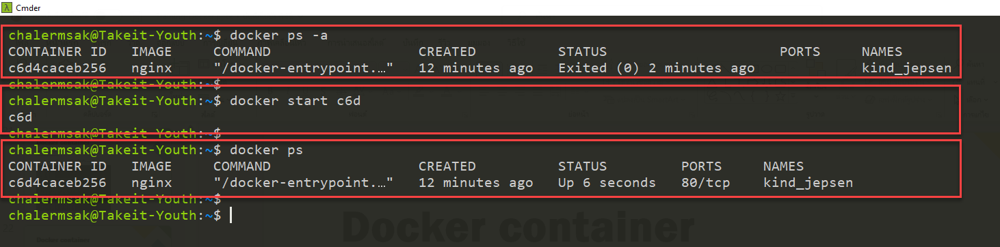 Cmder
chalermsak@Takeit-Youth:~$ docker ps -a
CONTAINER ID   IMAGE     COMMAND                  CREATED          STATUS                     PORTS     NAMES
c6d4caceb256   nginx     "/docker-entrypoint.…"   12 minutes ago   Exited (0) 2 minutes ago             kind_jepsen
chalermsak@Takeit-Youth:~$
chalermsak@Takeit-Youth:~$ docker start c6d
c6d
chalermsak@Takeit-Youth:~$
chalermsak@Takeit-Youth:~$ docker ps
CONTAINER ID   IMAGE     COMMAND                  CREATED          STATUS         PORTS     NAMES
c6d4caceb256   nginx     "/docker-entrypoint.…"   12 minutes ago   Up 6 seconds   80/tcp    kind_jepsen
chalermsak@Takeit-Youth:~$
chalermsak@Takeit-Youth:~$
Docker container
Docker container